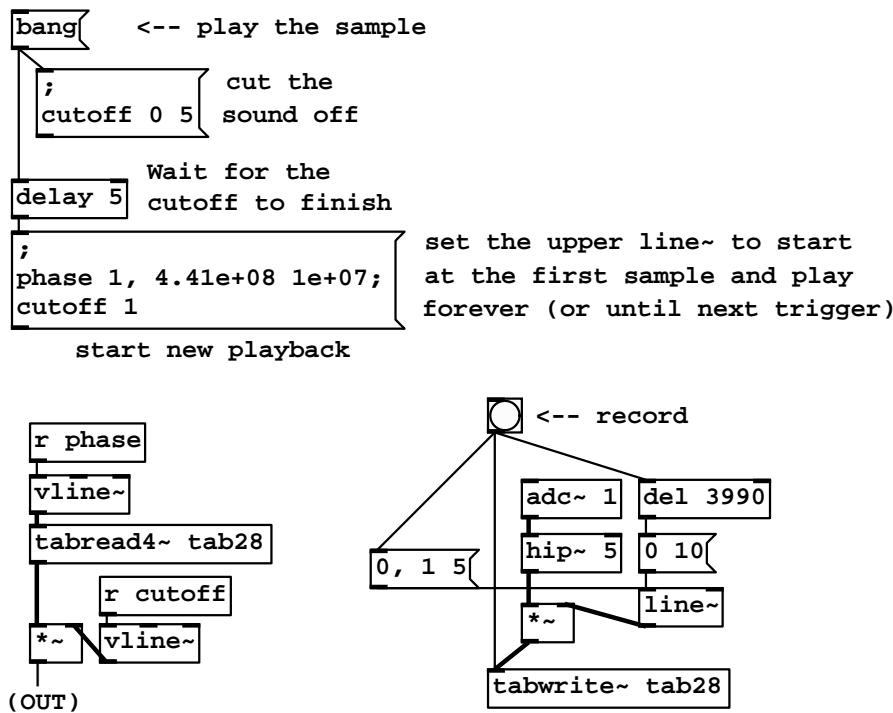 bang
<-- play the sample
;
cutoff 0 5
cut the
sound off
delay 5
Wait for the
cutoff to finish
;
phase 1, 4.41e+08 1e+07;
cutoff 1
set the upper line~ to start
at the first sample and play
forever (or until next trigger)
start new playback
r phase
vline~
tabread4~ tab28
r cutoff
*~
vline~
(OUT)
<-- record
adc~ 1
del 3990
0, 1 5
hip~ 5
0 10
*~
line~
tabwrite~ tab28